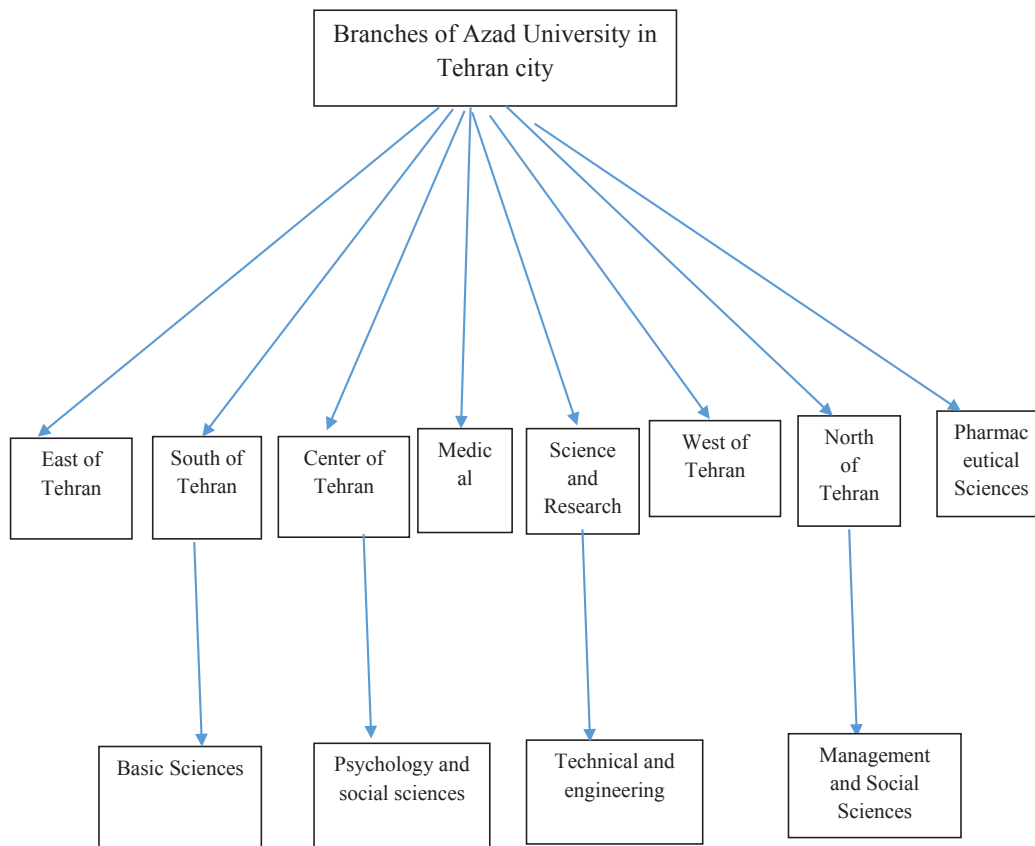 Branches of Azad University in
Tehran city
East of
Tehran
South of
Tehran
Center of
Tehran
Medic
al
Science
and
Research
West of
Tehran
North
of
Tehran
Pharmac
eutical
Sciences
Basic Sciences
Psychology and
social sciences
Technical and
engineering
Management
and Social
Sciences